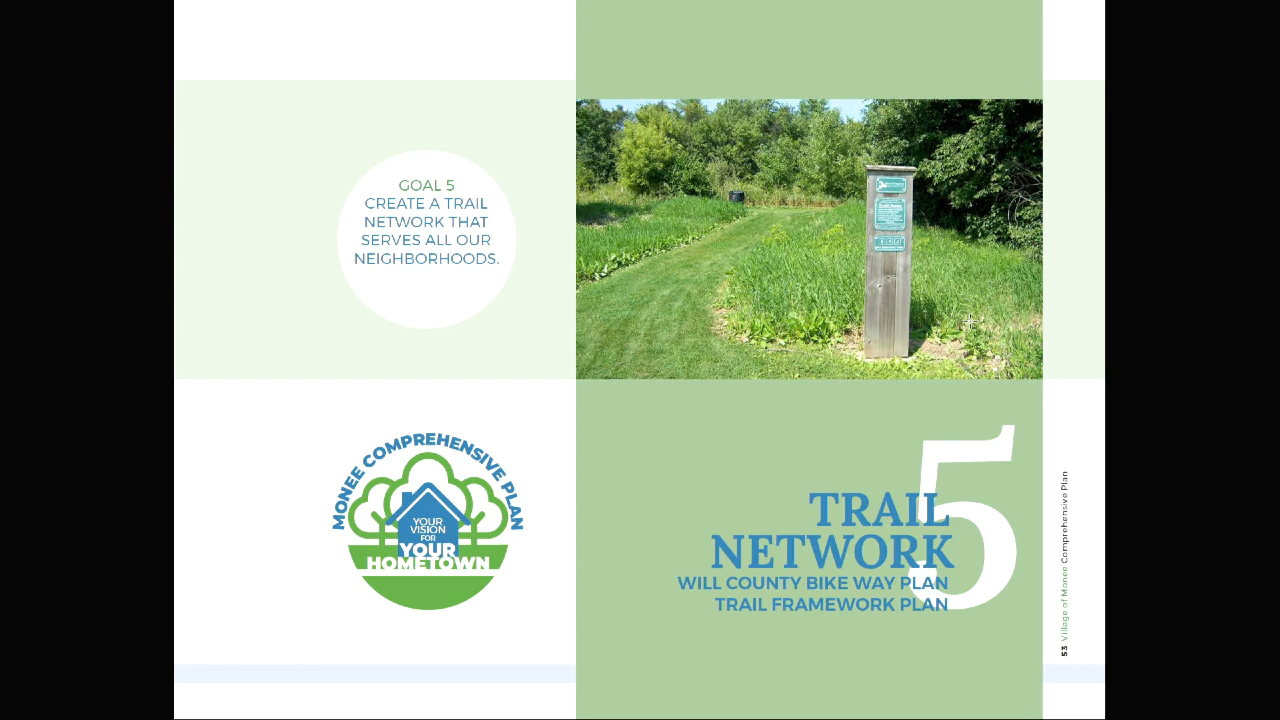 GOAL 5
CREATE A TRAIL
NETWORK THAT
SERVES ALL OUR
NEIGHBORHOODS.
MONEE COMPREHENSIVE PLAN
YOUR
VISION
FOR
YOUR
HOMETOWN
5
TRAIL
NETWORK
WILL COUNTY BIKE WAY PLAN
TRAIL FRAMEWORK PLAN
53 Village of Monee Comprehensive Plan